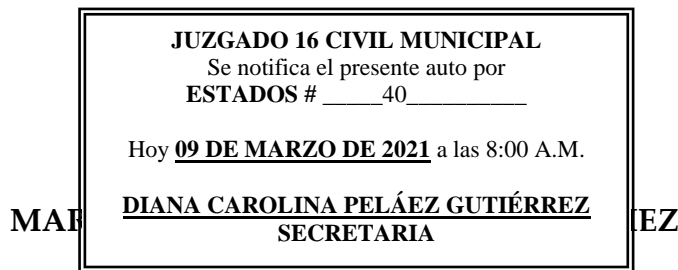 JUZGADO 16 CIVIL MUNICIPAL
Se notifica el presente auto por
ESTADOS # _____40__________
Hoy 09 DE MARZO DE 2021 a las 8:00 A.M.
DIANA CAROLINA PELÁEZ GUTIÉRREZ
SECRETARIA